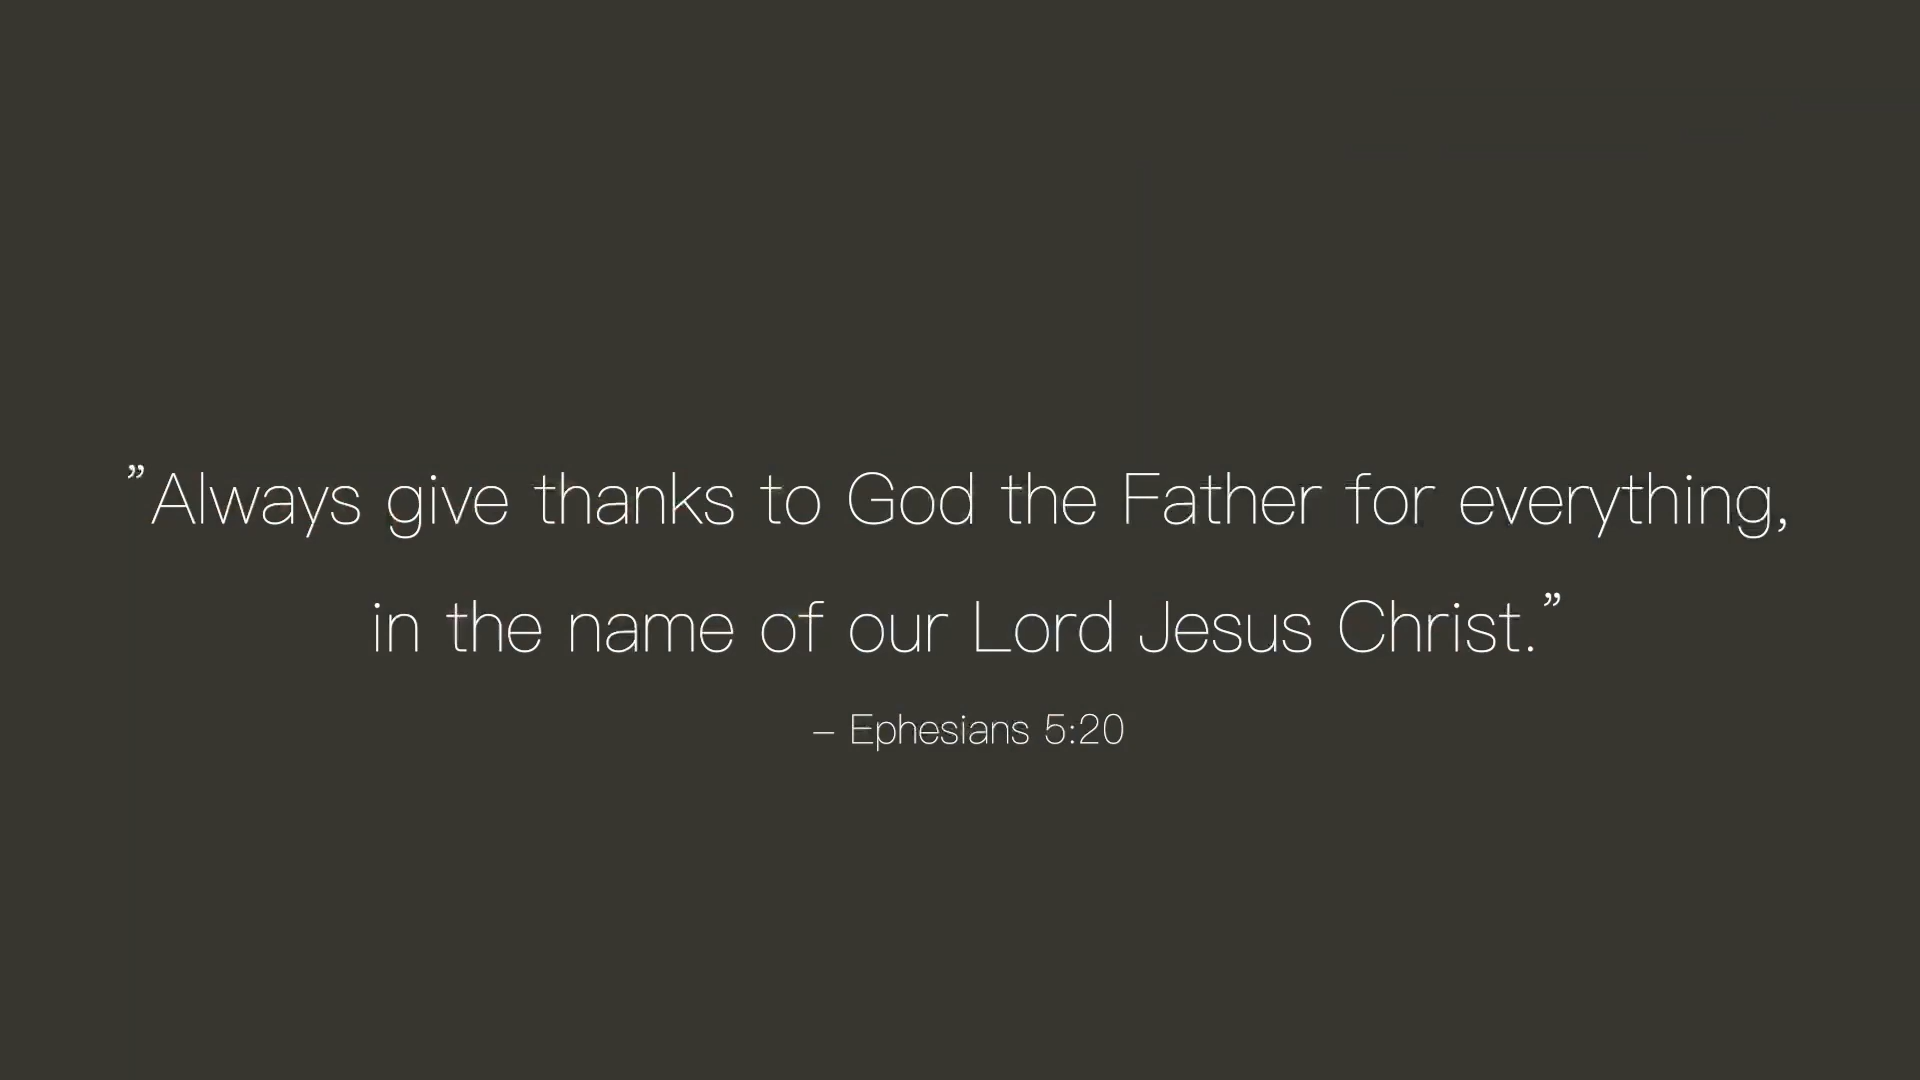 ”Always give thanks to God the Father for everything,
in the name of our Lord Jesus Christ.”
– Ephesians 5:20